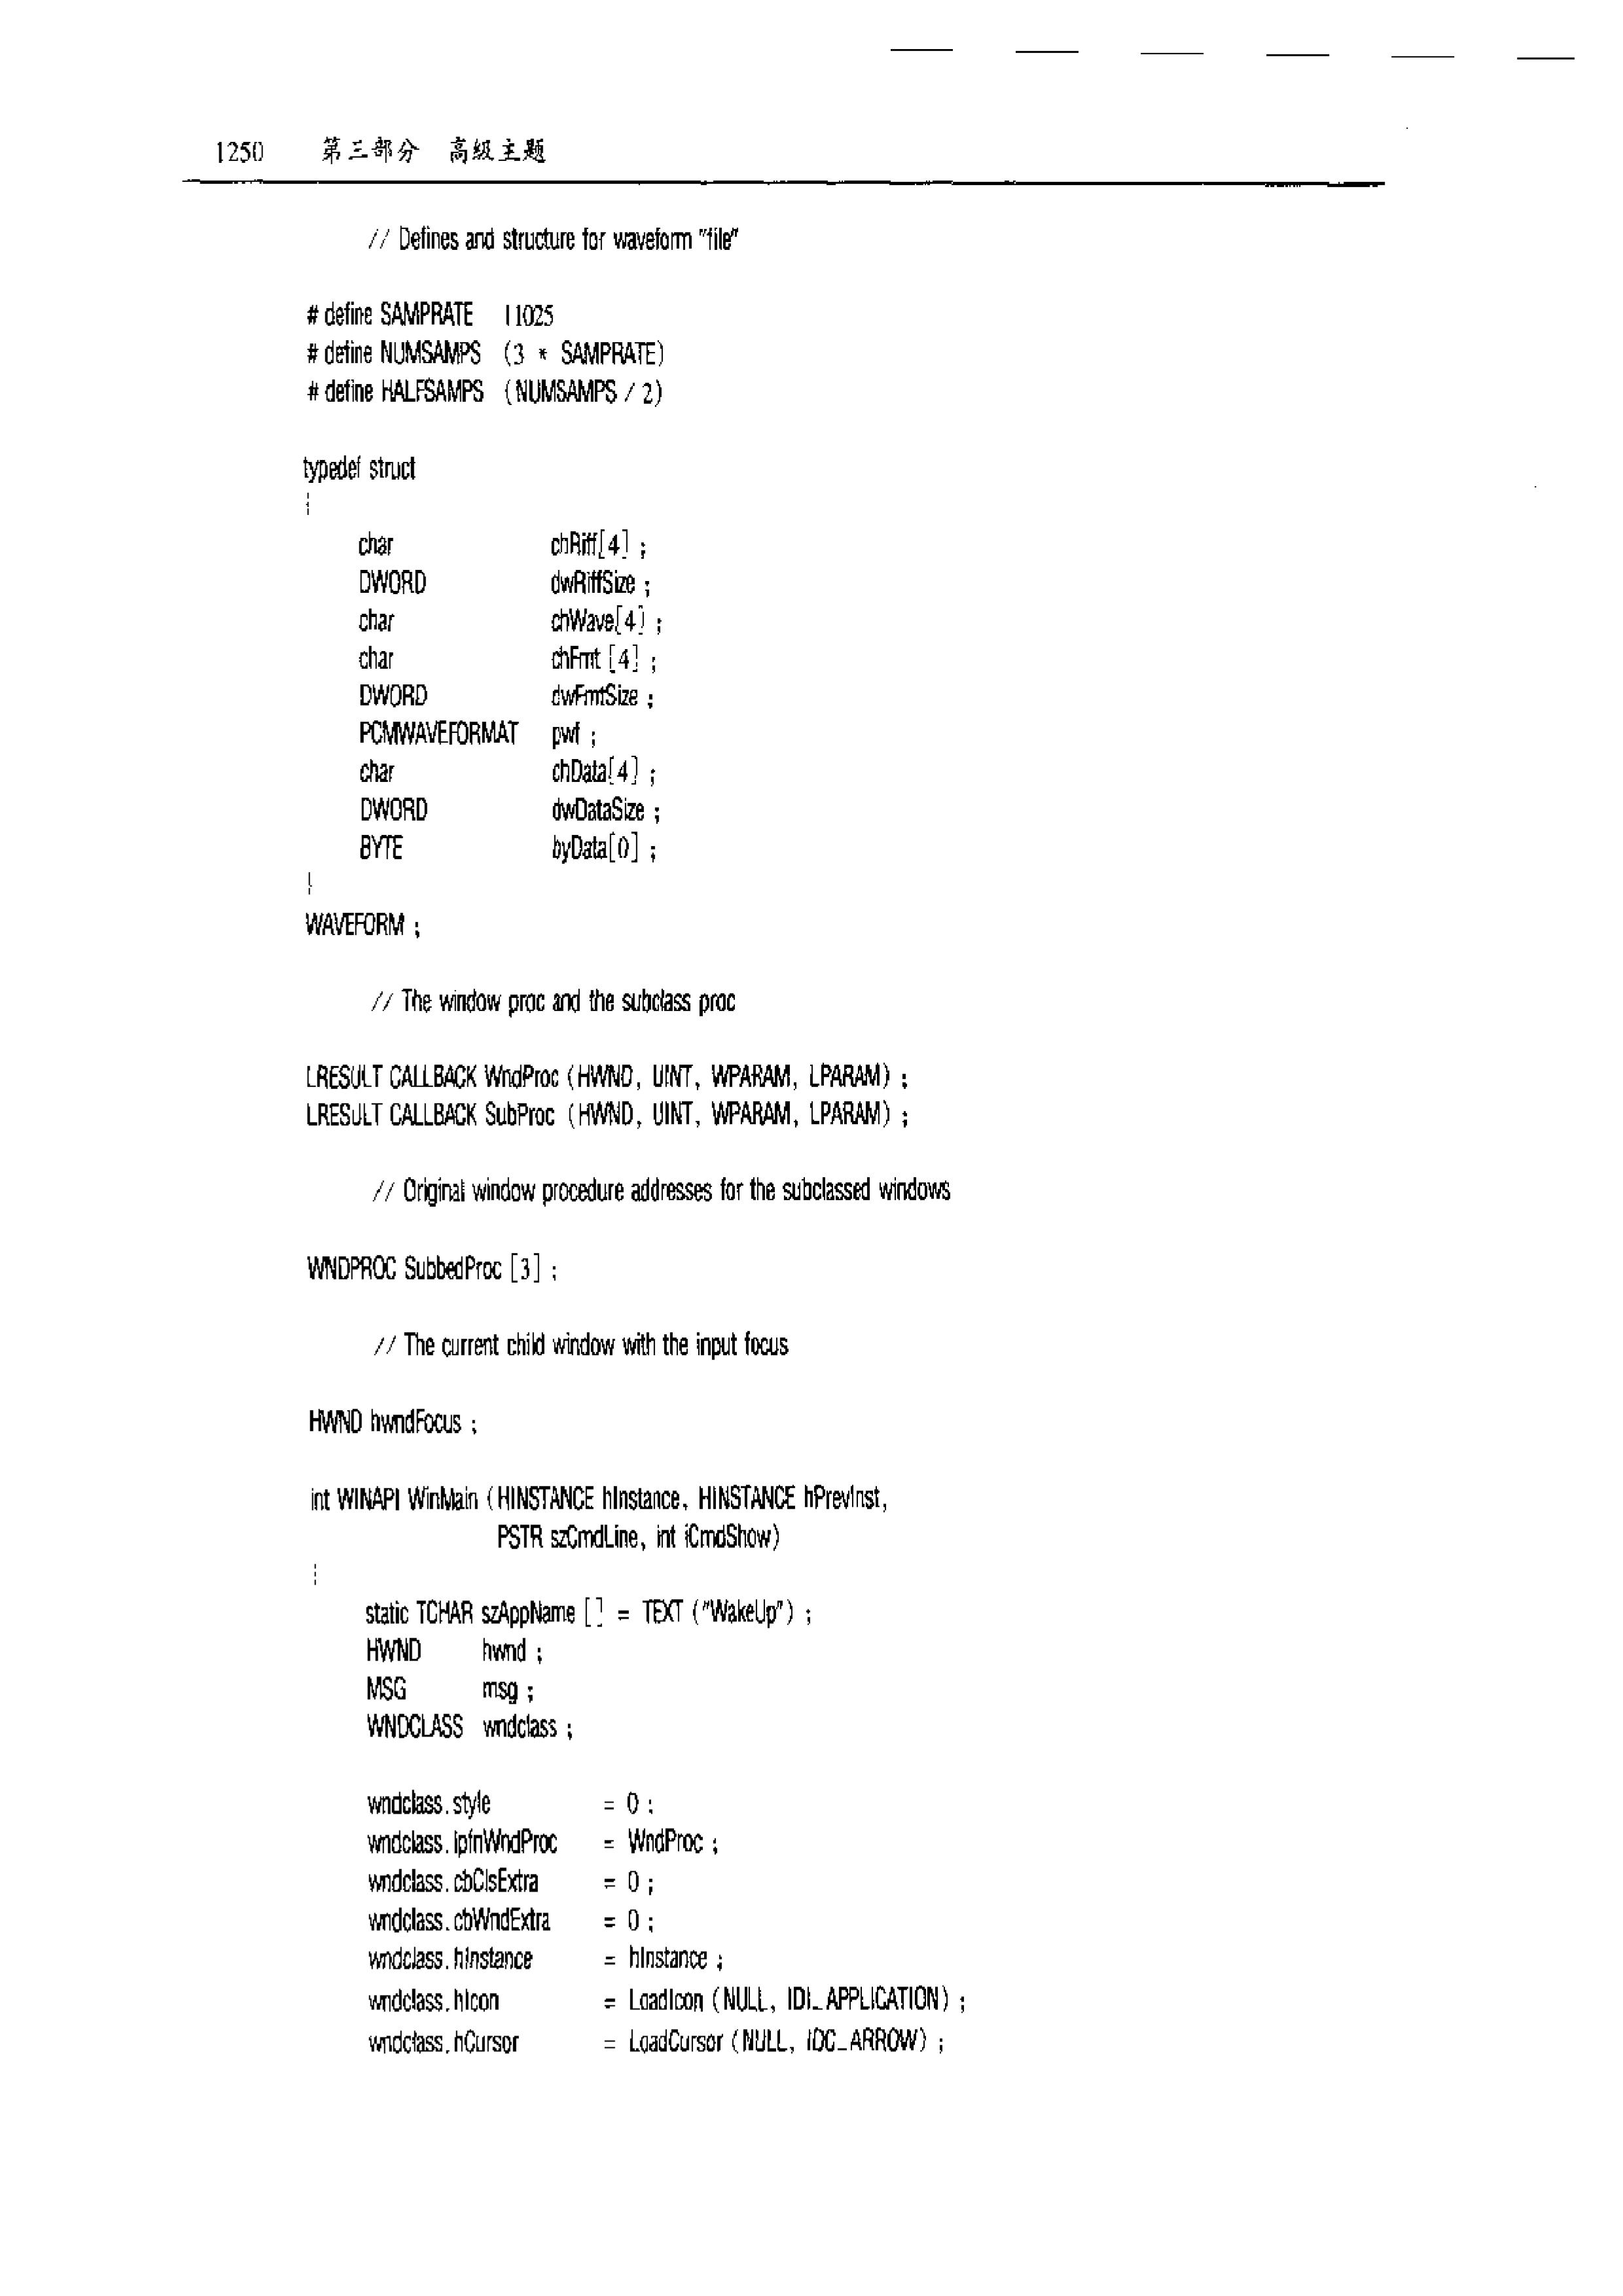 1250 第三部分 高级主题
// Defines and structure for waveform "file"
# define SAMPRATE 11025
# define NUMSAMPS (3 * SAMPRATE)
# define HALFSAMPS (NUMSAMPS / 2)
typedef struct
{
char chRiff[4] ;
DWORD dwRiffSize ;
char chWave[4] ;
char chFmt [4] ;
DWORD dwFmtSize ;
PCMWAVEFORMAT pwf ;
char chData[4] ;
DWORD dwDataSize ;
BYTE byData[0] ;
}
WAVEFORM ;
// The window proc and the subclass proc
LRESULT CALLBACK WndProc (HWND, UINT, WPARAM, LPARAM) ;
LRESULT CALLBACK SubProc (HWND, UINT, WPARAM, LPARAM) ;
// Original window procedure addresses for the subclassed windows
WNDPROC SubbedProc [3] ;
// The current child window with the input focus
HWND hwndFocus ;
int WINAPI WinMain (HINSTANCE hInstance, HINSTANCE hPrevInst,
PSTR szCmdLine, int iCmdShow)
{
static TCHAR szAppName [] = TEXT ("WakeUp") ;
HWND hwnd ;
MSG msg ;
WNDCLASS wndclass ;
wndclass.style = 0 ;
wndclass.lpfnWndProc = WndProc ;
wndclass.cbClsExtra = 0 ;
wndclass.cbWndExtra = 0 ;
wndclass.hInstance = hInstance ;
wndclass.hIcon = LoadIcon (NULL, IDI_APPLICATION) ;
wndclass.hCursor = LoadCursor (NULL, IDC_ARROW) ;